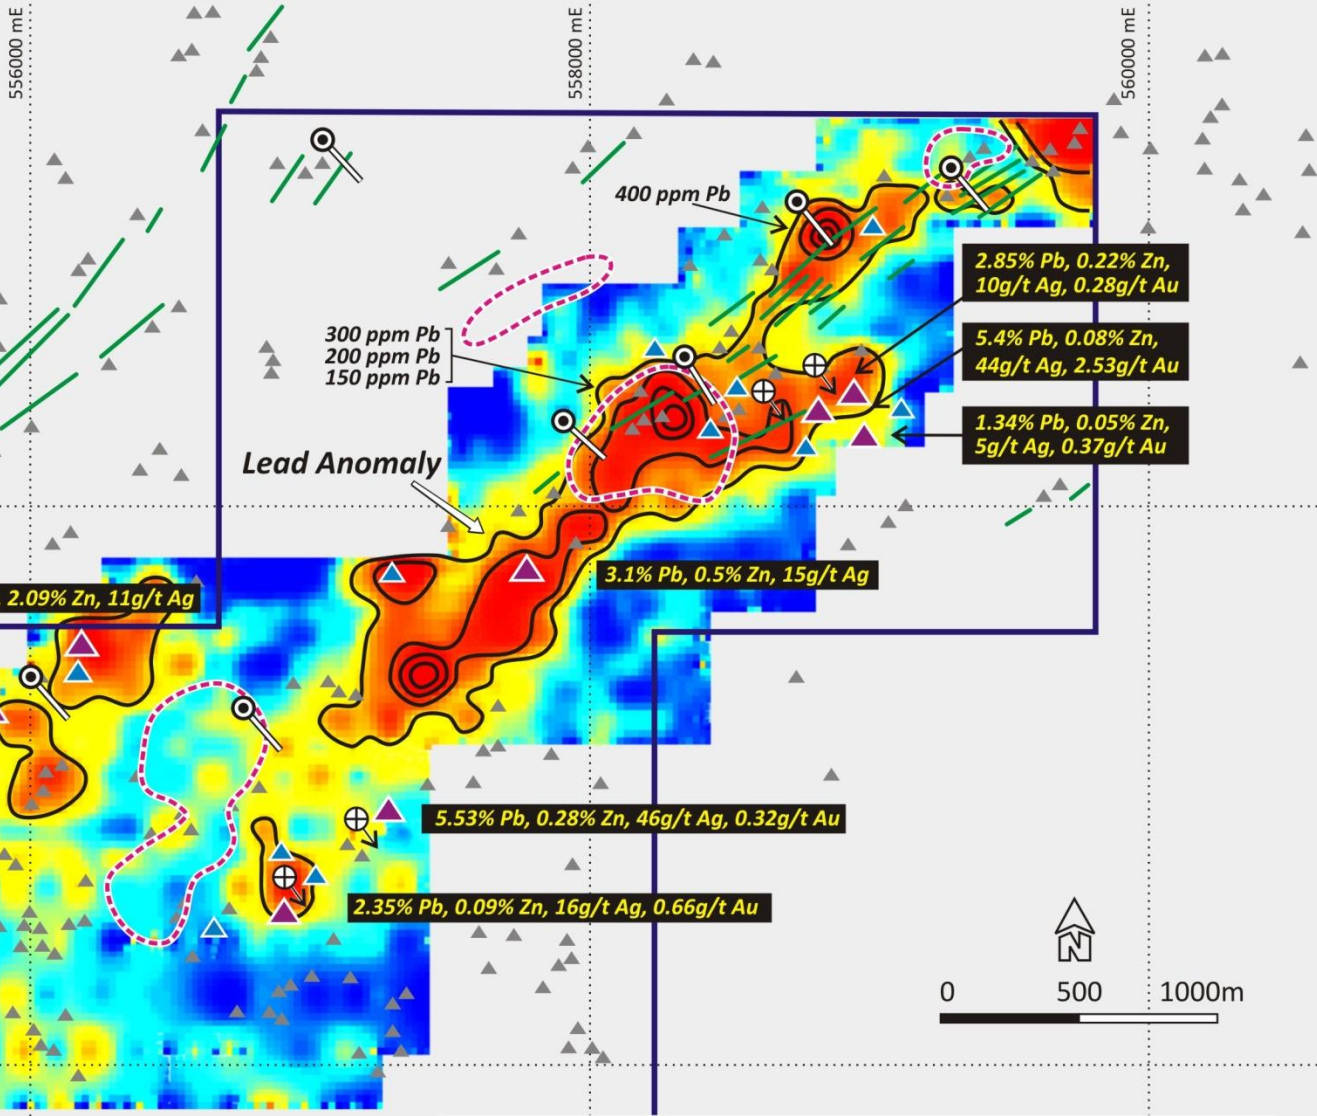 556000 mE
558000 mE
560000 mE
400 ppm Pb
2.85% Pb, 0.22% Zn,
10g/t Ag, 0.28g/t Au
300 ppm Pb
200 ppm Pb
150 ppm Pb
5.4% Pb, 0.08% Zn,
44g/t Ag, 2.53g/t Au
1.34% Pb, 0.05% Zn,
5g/t Ag, 0.37g/t Au
Lead Anomaly
3.1% Pb, 0.5% Zn, 15g/t Ag
, 2.09% Zn, 11g/t Ag
5.53% Pb, 0.28% Zn, 46g/t Ag, 0.32g/t Au
2.35% Pb, 0.09% Zn, 16g/t Ag, 0.66g/t Au
N
0 500 1000m